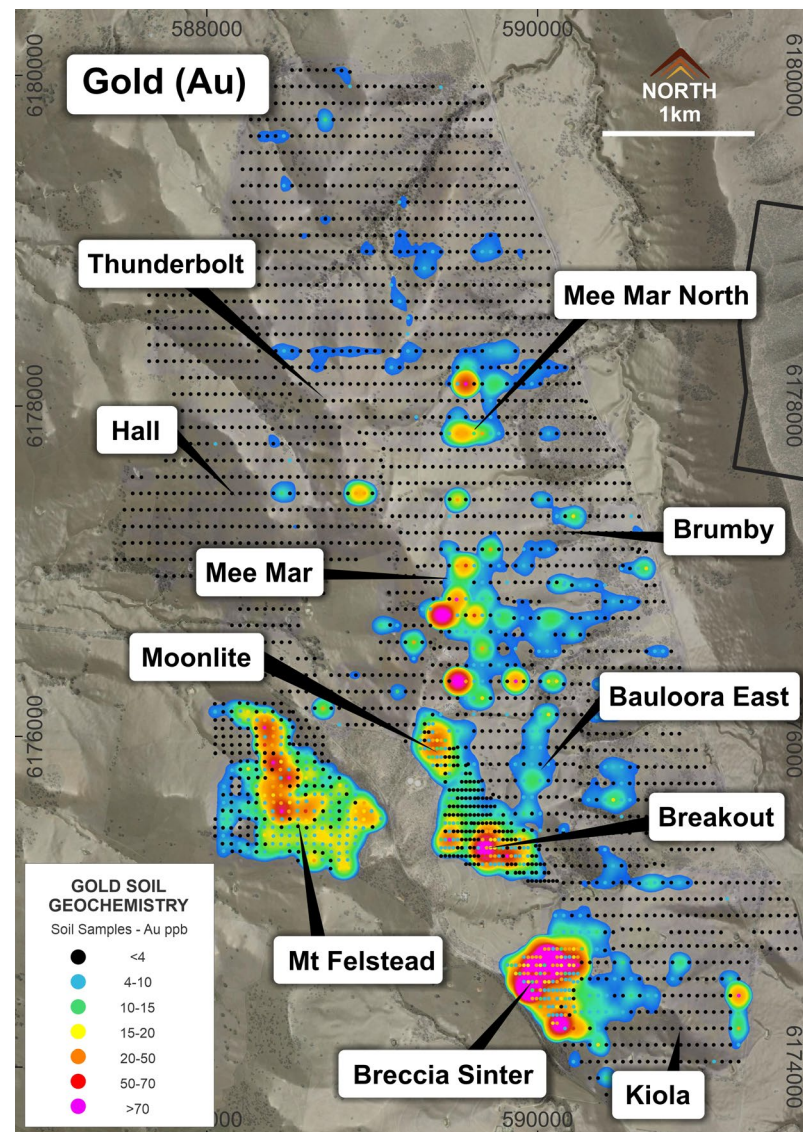 588000
590000
6180000
6180000
Gold (Au)
NORTH
1km
Thunderbolt
Mee Mar North
6178000
6178000
Hall
Brumby
Mee Mar
Moonlite
Bauloora East
6176000
Breakout
GOLD SOIL
GEOCHEMISTRY
Soil Samples - Au ppb
<4
4-10
10-15
15-20
20-50
50-70
>70
Mt Felstead
Breccia Sinter
Kiola
6174000
590000